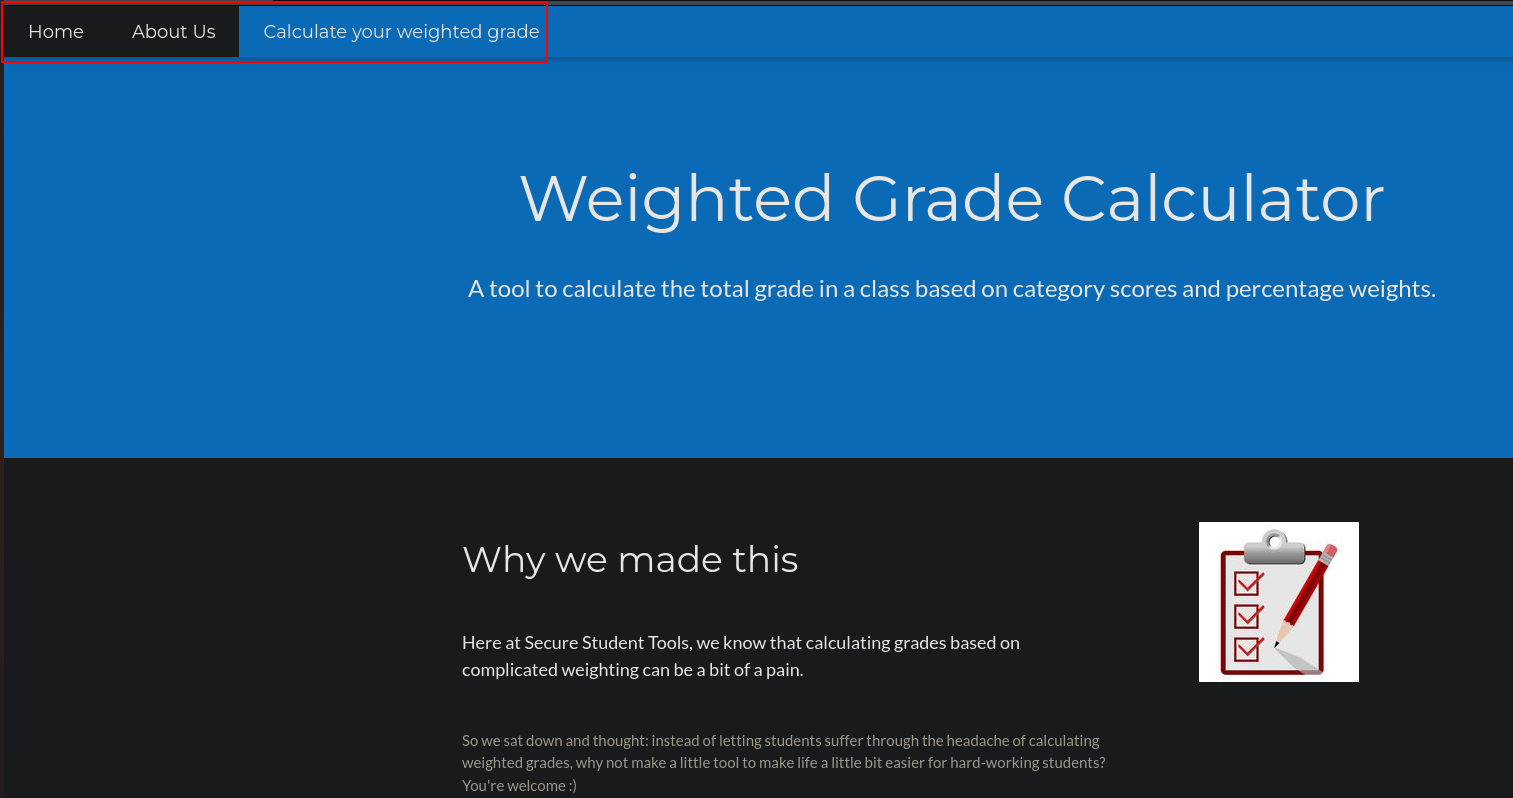 Home About Us Calculate your weighted grade
Weighted Grade Calculator
A tool to calculate the total grade in a class based on category scores and percentage weights.
Why we made this
Here at Secure Student Tools, we know that calculating grades based on
complicated weighting can be a bit of a pain.
So we sat down and thought: instead of letting students suffer through the headache of calculating
weighted grades, why not make a little tool to make life a little bit easier for hard-working students?
You're welcome :)